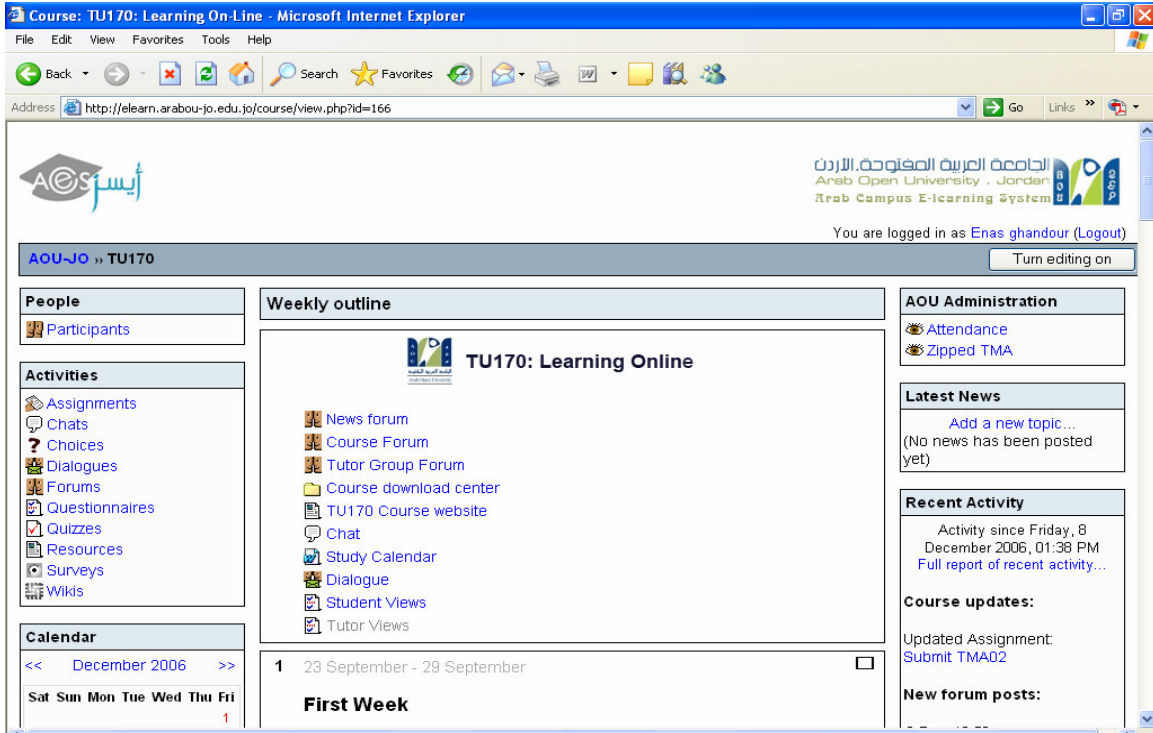 Course: TU170: Learning On-Line - Microsoft Internet Explorer
File Edit View Favorites Tools Help
Back Search Favorites
Address http://elearn.arabou-jo.edu.jo/course/view.php?id=166 Go Links »
A@S أيسز
الجامعة العربية المفتوحة.الأردن
Arab Open University . Jordan
Arab Campus E-learning System
AOU
You are logged in as Enas ghandour (Logout)
AOU-JO » TU170
Turn editing on
People
Participants
Activities
Assignments
Chats
Choices
Dialogues
Forums
Questionnaires
Quizzes
Resources
Surveys
Wikis
Calendar
<< December 2006 >>
Sat Sun Mon Tue Wed Thu Fri
1
Weekly outline
TU170: Learning Online
News forum
Course Forum
Tutor Group Forum
Course download center
TU170 Course website
Chat
Study Calendar
Dialogue
Student Views
Tutor Views
1 23 September - 29 September
First Week
AOU Administration
Attendance
Zipped TMA
Latest News
Add a new topic...
(No news has been posted
yet)
Recent Activity
Activity since Friday, 8
December 2006, 01:38 PM
Full report of recent activity...
Course updates:
Updated Assignment:
Submit TMA02
New forum posts: